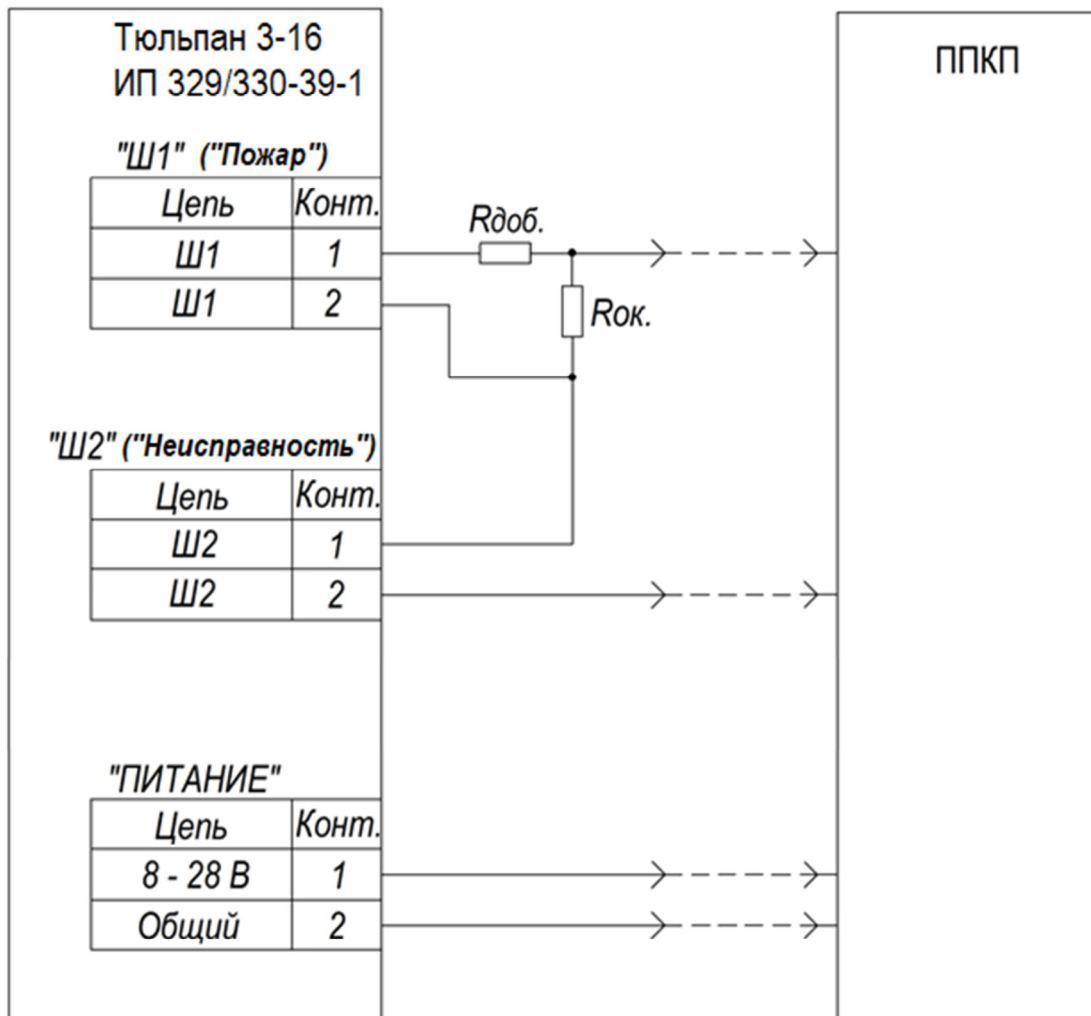 Тюльпан 3-16
ППКП
ИП 329/330-39-1
"Ш1" ("Пожар")
Цепь Конт.
Rдоб.
Ш1 1
Ш1 2
Rок.
"Ш2" ("Неисправность")
Цепь Конт.
Ш2 1
Ш2 2
"ПИТАНИЕ"
Цепь Конт.
8 - 28 В 1
Общий 2